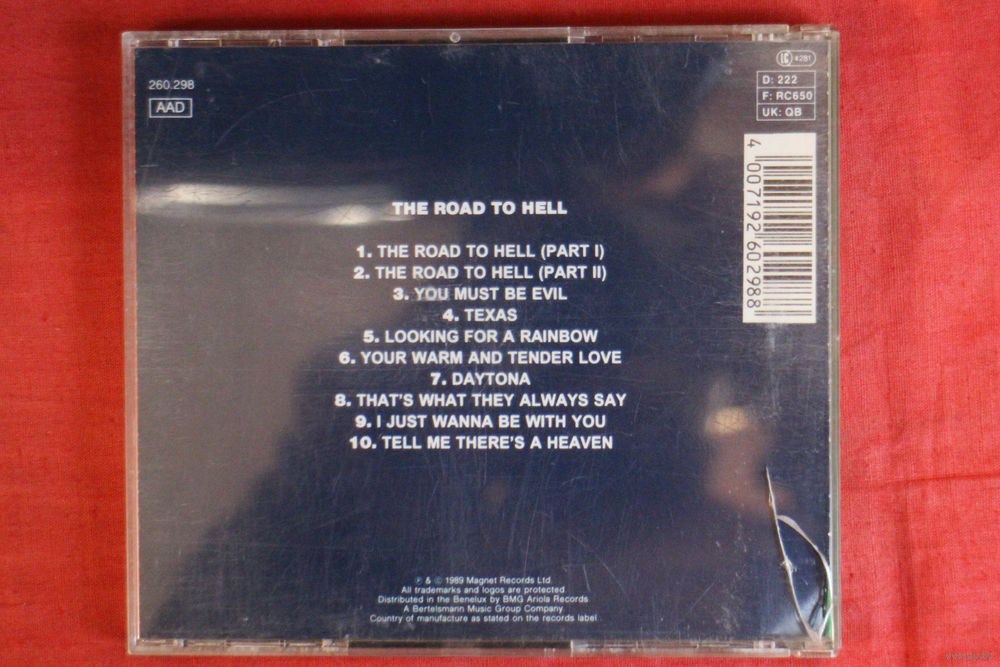 260.298
AAD
LC 4281
D: 222
F: RC650
UK: QB
4 007192 602988
THE ROAD TO HELL
1. THE ROAD TO HELL (PART I)
2. THE ROAD TO HELL (PART II)
3. YOU MUST BE EVIL
4. TEXAS
5. LOOKING FOR A RAINBOW
6. YOUR WARM AND TENDER LOVE
7. DAYTONA
8. THAT'S WHAT THEY ALWAYS SAY
9. I JUST WANNA BE WITH YOU
10. TELL ME THERE'S A HEAVEN
℗ & © 1989 Magnet Records Ltd.
All trademarks and logos are protected.
Distributed in the Benelux by BMG Ariola Records
A Bertelsmann Music Group Company
Country of manufacture as stated on the records label